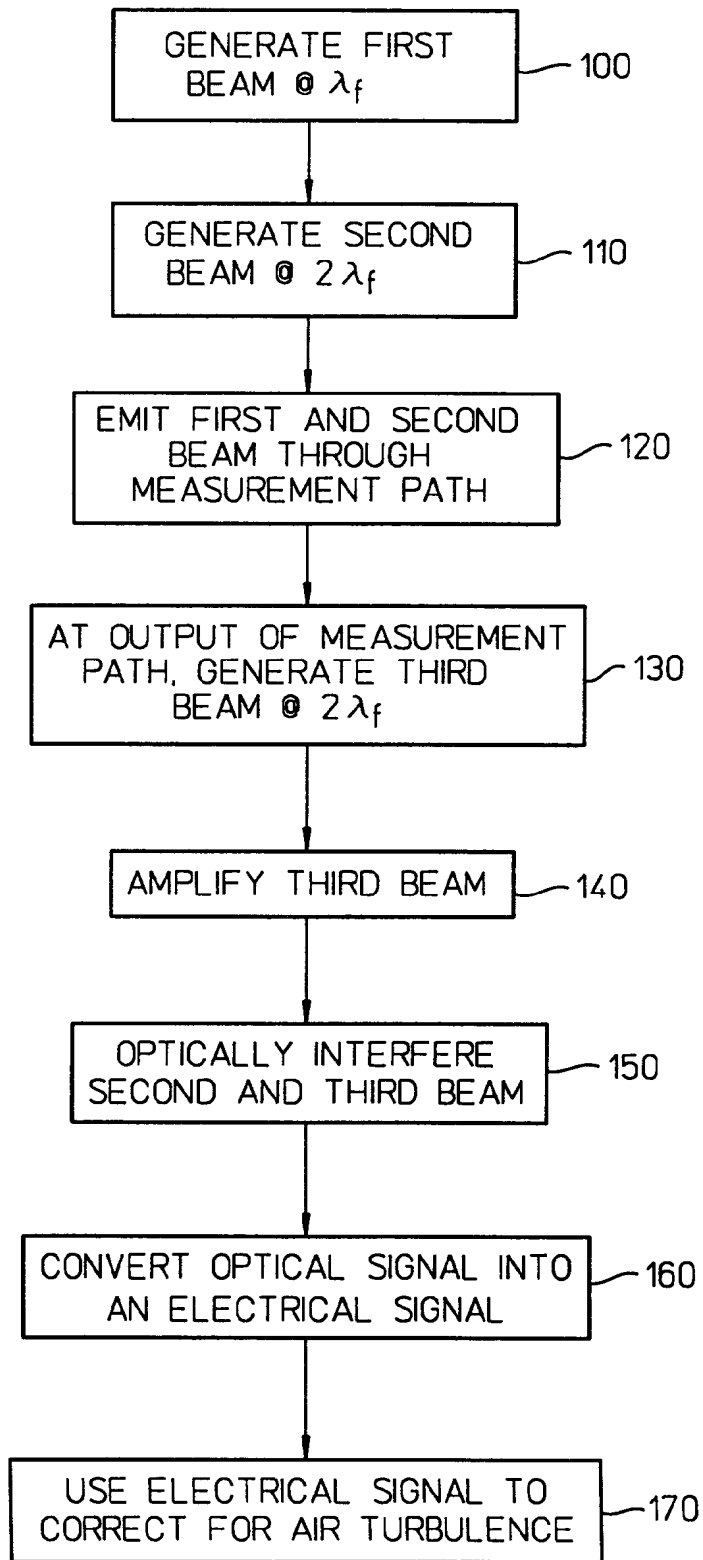 GENERATE FIRST
BEAM @ λf
100
GENERATE SECOND
BEAM @ 2λf
110
EMIT FIRST AND SECOND
BEAM THROUGH
MEASUREMENT PATH
120
AT OUTPUT OF MEASUREMENT
PATH, GENERATE THIRD
BEAM @ 2λf
130
AMPLIFY THIRD BEAM
140
OPTICALLY INTERFERE
SECOND AND THIRD BEAM
150
CONVERT OPTICAL SIGNAL INTO
AN ELECTRICAL SIGNAL
160
USE ELECTRICAL SIGNAL TO
CORRECT FOR AIR TURBULENCE
170